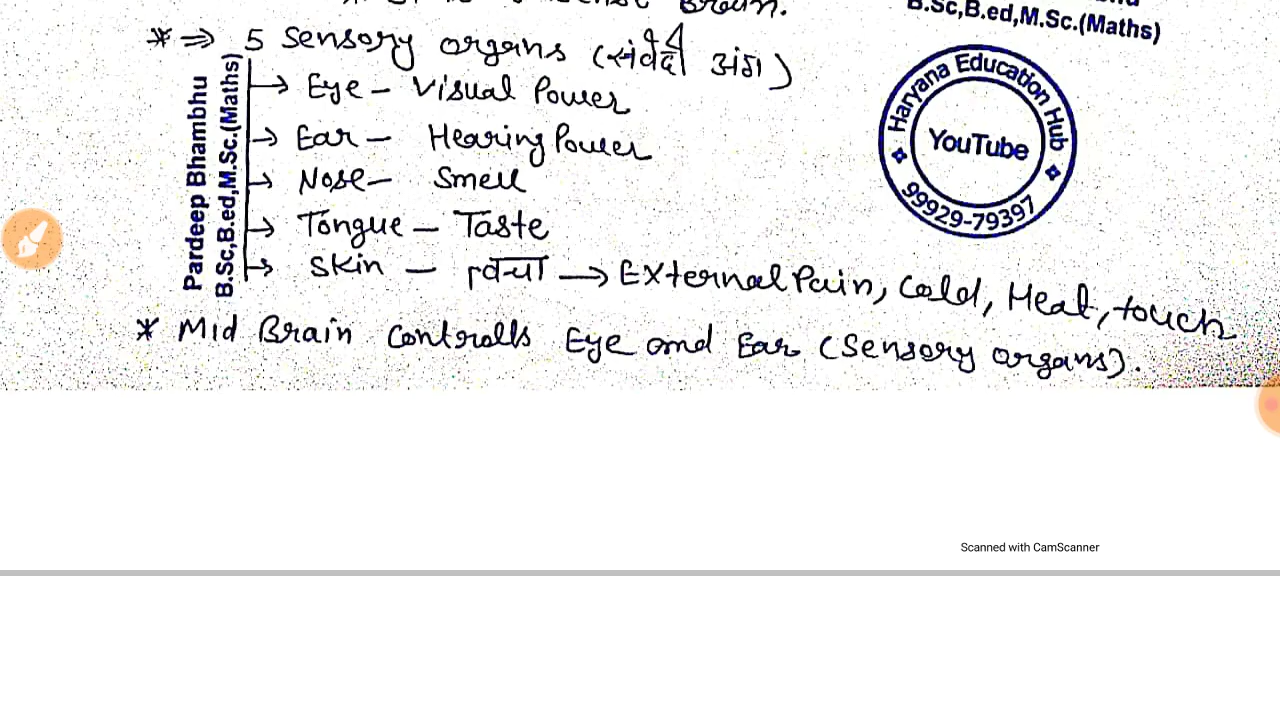 Brain.
B.Sc,B.ed,M.Sc.(Maths)
* ⇒ 5 Sensory organs (संवेदी अंग)
→ Eye – Visual Power
→ Ear – Hearing Power
→ Nose – Smell
→ Tongue – Taste
→ Skin – त्वचा → External Pain, Cold, Heat, touch
* Mid Brain Controlls Eye and Ear (Sensory organs).
Pardeep Bhambhu
B.Sc,B.ed,M.Sc.(Maths)
Haryana Education Hub
YouTube
99929-79397
Scanned with CamScanner